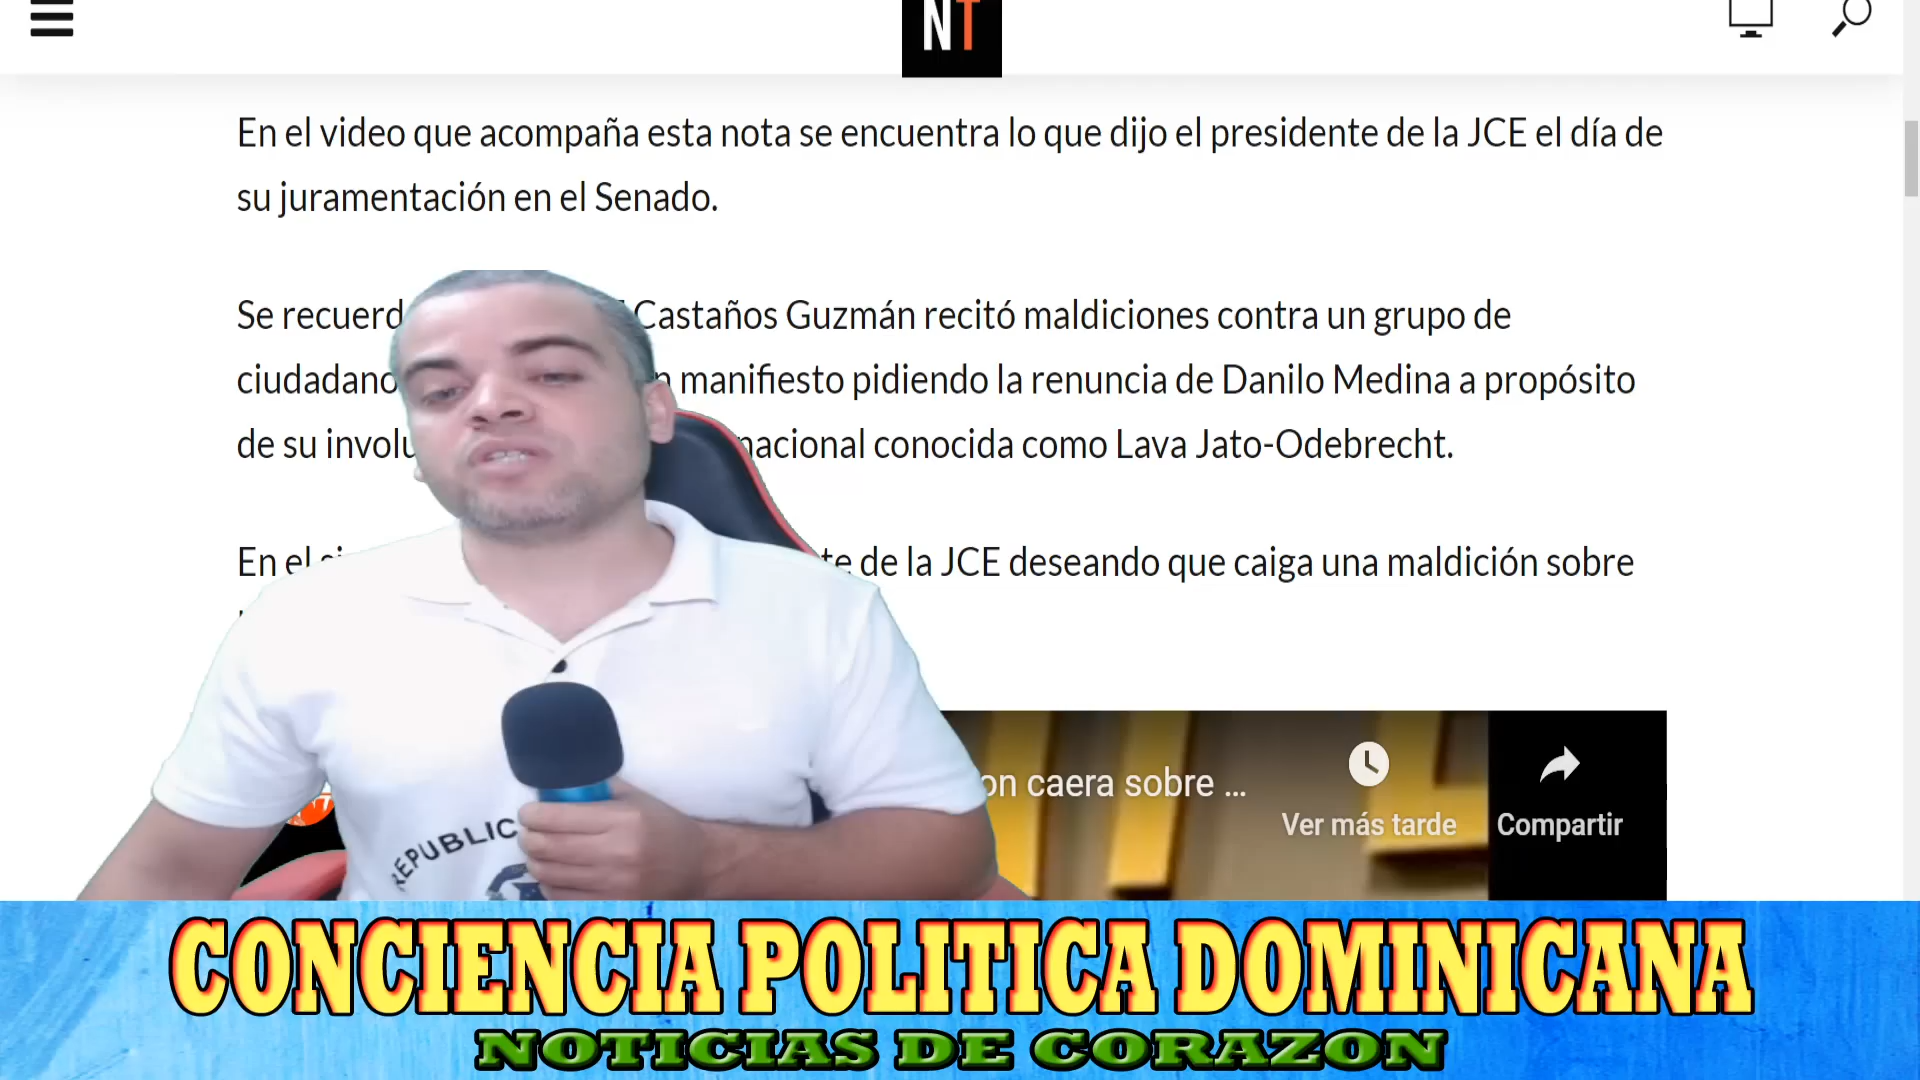 NT
En el video que acompaña esta nota se encuentra lo que dijo el presidente de la JCE el día de
su juramentación en el Senado.
Se recuerd Castaños Guzmán recitó maldiciones contra un grupo de
ciudadano n manifiesto pidiendo la renuncia de Danilo Medina a propósito
de su involu nacional conocida como Lava Jato-Odebrecht.
En el te de la JCE deseando que caiga una maldición sobre
on caera sobre ...
Ver más tarde
Compartir
REPUBLIC
CONCIENCIA POLITICA DOMINICANA
NOTICIAS DE CORAZON